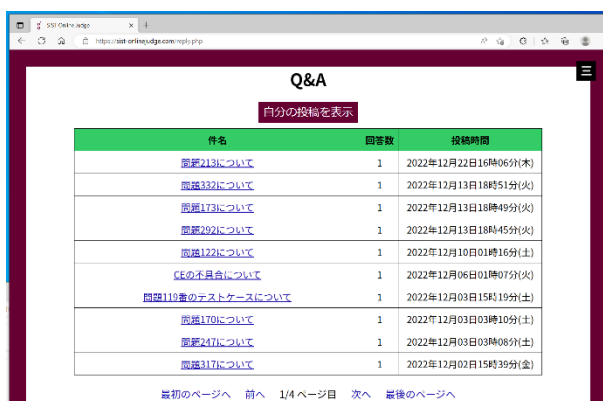 SIST Online Judge
https://sist-onlinejudge.com/reply.php
Q&A
自分の投稿を表示
件名 回答数 投稿時間
問題213について 1 2022年12月22日16時06分(木)
問題332について 1 2022年12月13日18時51分(火)
問題173について 1 2022年12月13日18時49分(火)
問題292について 1 2022年12月13日18時45分(火)
問題122について 1 2022年12月10日01時16分(土)
CEの不具合について 1 2022年12月06日01時07分(火)
問題119番のテストケースについて 1 2022年12月03日15時19分(土)
問題170について 1 2022年12月03日03時10分(土)
問題247について 1 2022年12月03日03時08分(土)
問題317について 1 2022年12月02日15時39分(金)
最初のページへ 前へ 1/4 ページ目 次へ 最後のページへ